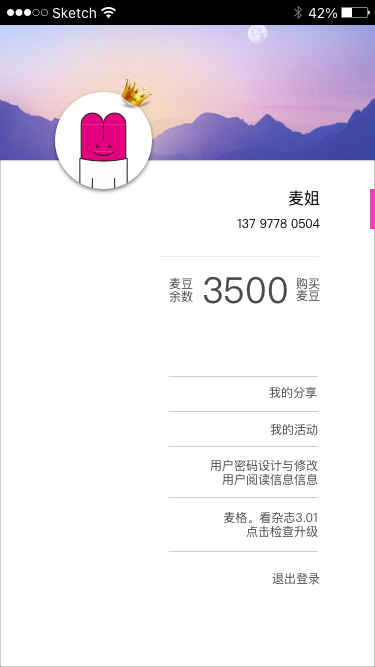 Sketch 42%
麦姐
137 9778 0504
麦豆
余数
3500
购买
麦豆
我的分享
我的活动
用户密码设计与修改
用户阅读信息信息
麦格。看杂志3.01
点击检查升级
退出登录